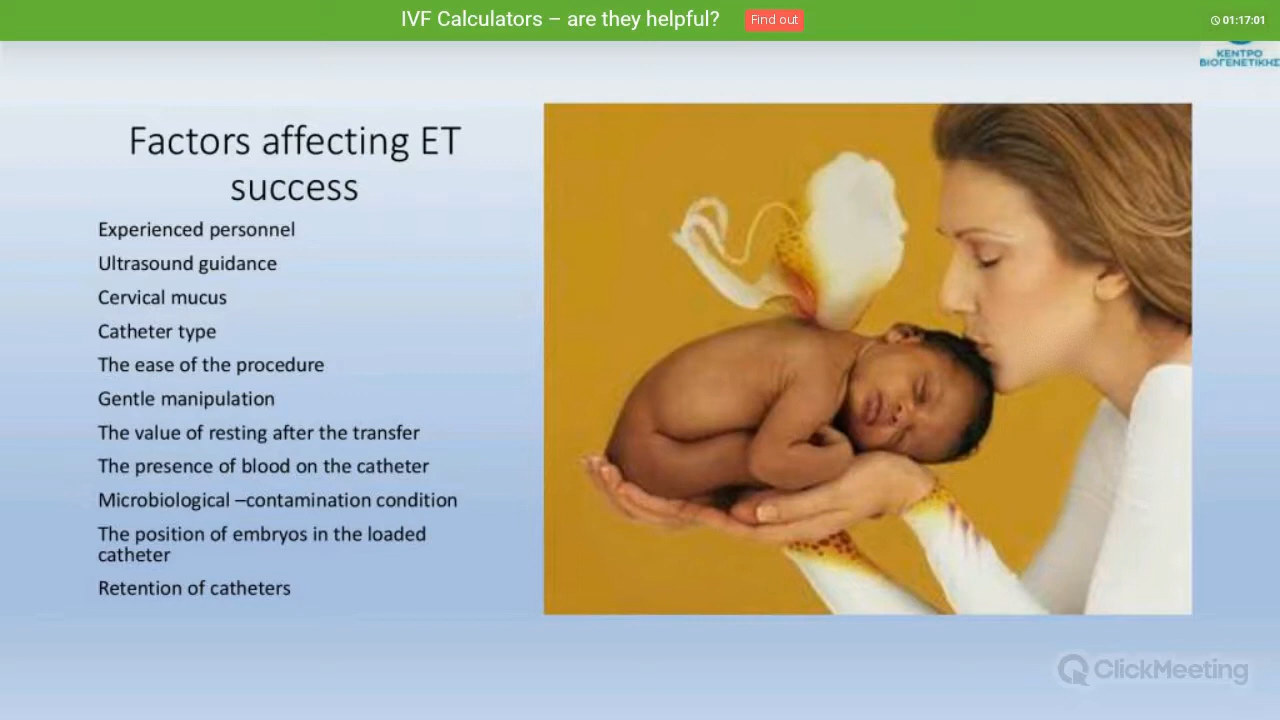 IVF Calculators – are they helpful?
Find out
01:17:01
ΚΕΝΤΡΟ
ΒΙΟΓΕΝΕΤΙΚΗΣ
Factors affecting ET
success
Experienced personnel
Ultrasound guidance
Cervical mucus
Catheter type
The ease of the procedure
Gentle manipulation
The value of resting after the transfer
The presence of blood on the catheter
Microbiological –contamination condition
The position of embryos in the loaded
catheter
Retention of catheters
ClickMeeting